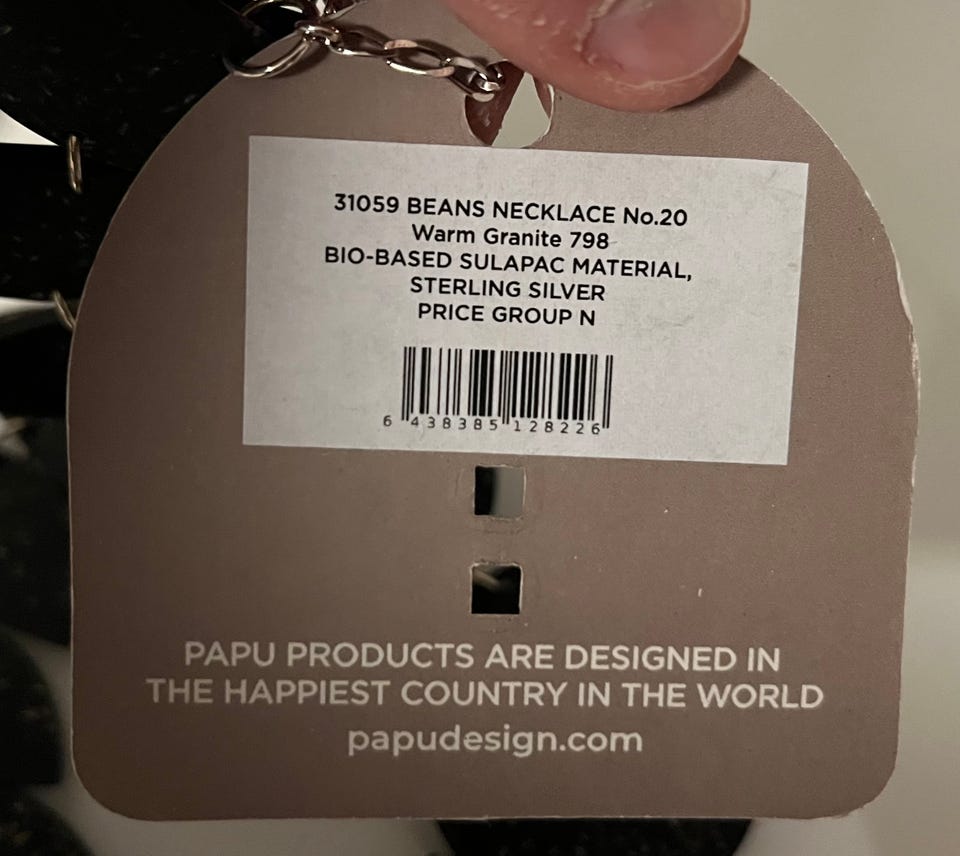 31059 BEANS NECKLACE No.20
Warm Granite 798
BIO-BASED SULAPAC MATERIAL,
STERLING SILVER
PRICE GROUP N
6 438385 128226
PAPU PRODUCTS ARE DESIGNED IN
THE HAPPIEST COUNTRY IN THE WORLD
papudesign.com